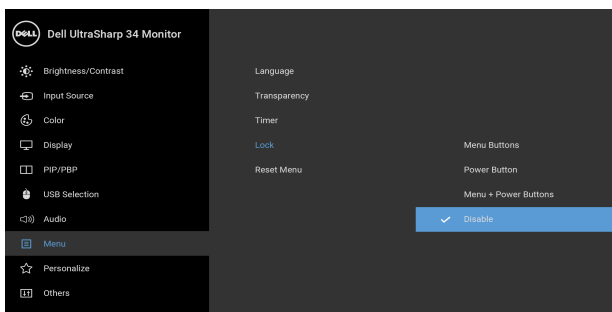 DELL Dell UltraSharp 34 Monitor
Brightness/Contrast
Input Source
Color
Display
PIP/PBP
USB Selection
Audio
Menu
Personalize
Others
Language
Transparency
Timer
Lock
Reset Menu
Menu Buttons
Power Button
Menu + Power Buttons
Disable